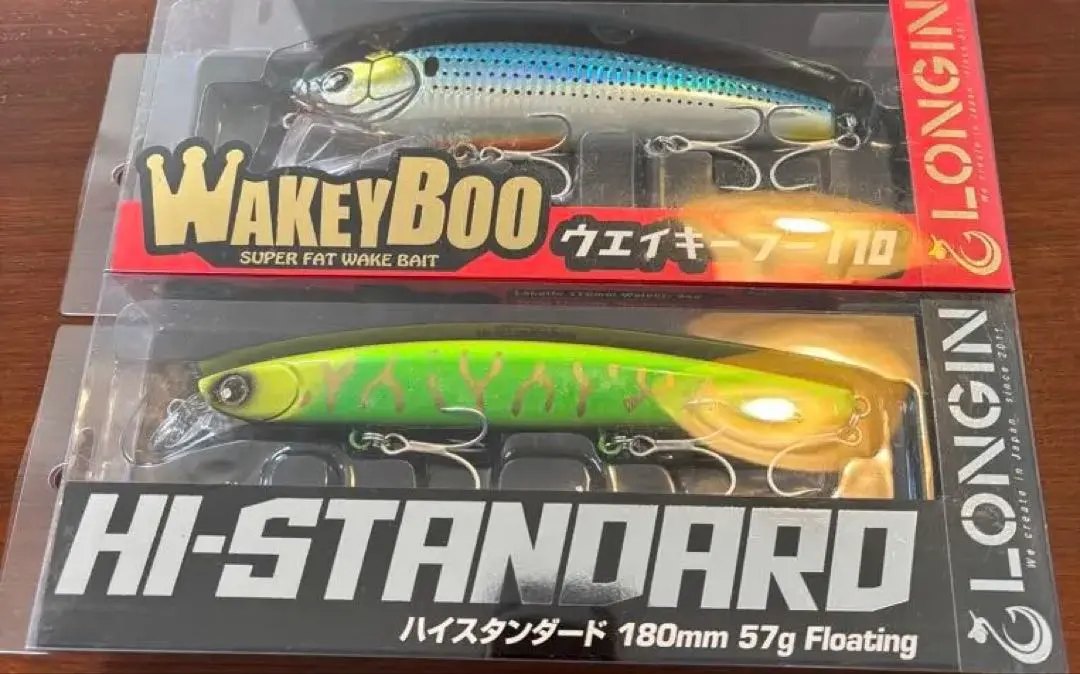 WAKEYBOO
SUPER FAT WAKE BAIT
ウエイキーブー170
LONGIN
We create in Japan since 2011
HI-STANDARD
ハイスタンダード 180mm 57g Floating
LONGIN
We create in Japan since 2011